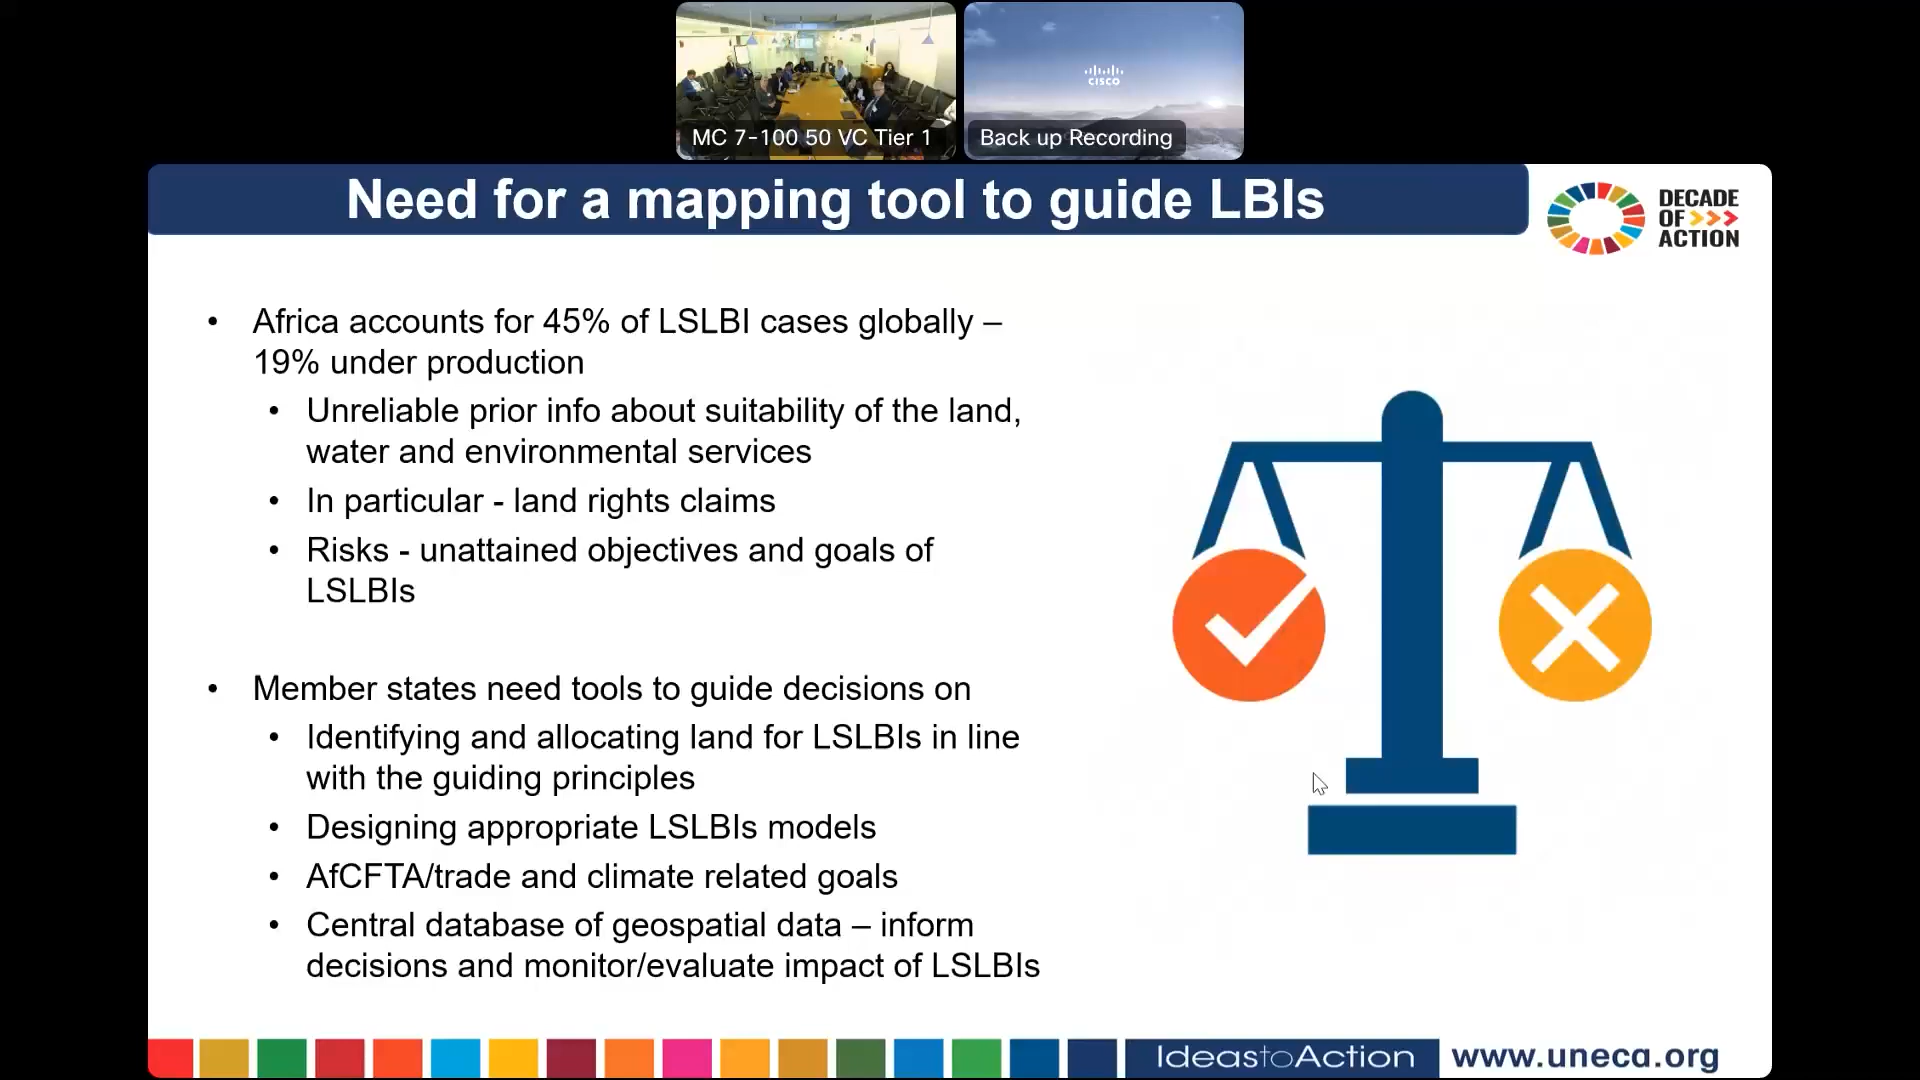 CISCO
MC 7-100 50 VC Tier 1
Back up Recording
Need for a mapping tool to guide LBIs
DECADE
OF >>>
ACTION
• Africa accounts for 45% of LSLBI cases globally –
19% under production
• Unreliable prior info about suitability of the land,
water and environmental services
• In particular - land rights claims
• Risks - unattained objectives and goals of
LSLBIs
• Member states need tools to guide decisions on
• Identifying and allocating land for LSLBIs in line
with the guiding principles
• Designing appropriate LSLBIs models
• AfCFTA/trade and climate related goals
• Central database of geospatial data – inform
decisions and monitor/evaluate impact of LSLBIs
IdeastoAction
www.uneca.org